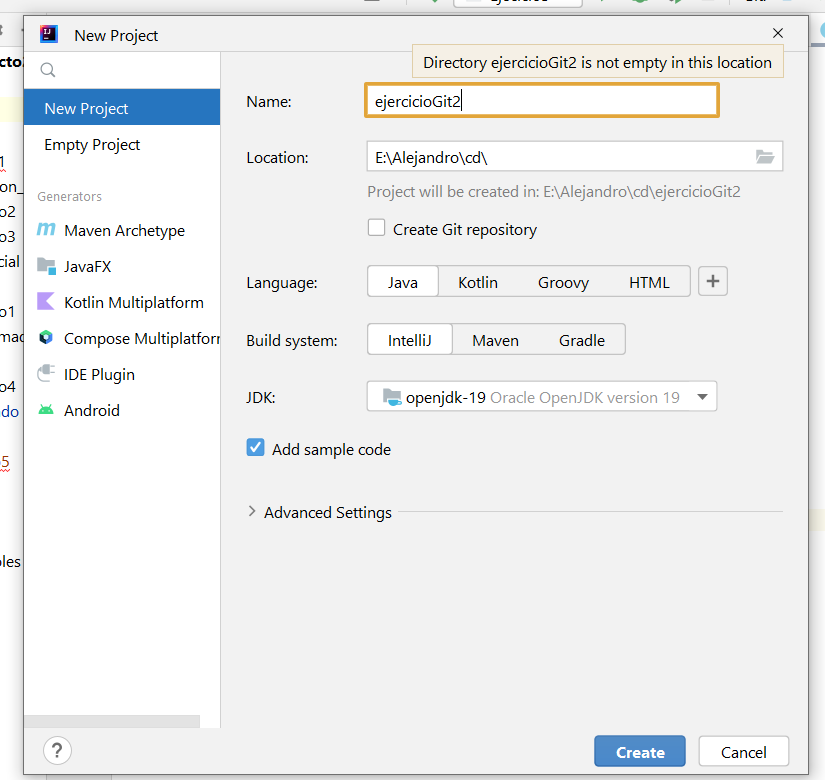 New Project
Directory ejercicioGit2 is not empty in this location
New Project
Empty Project
Generators
Maven Archetype
JavaFX
Kotlin Multiplatform
Compose Multiplatfor
IDE Plugin
Android
Name:
ejercicioGit2
Location:
E:\Alejandro\cd\
Project will be created in: E:\Alejandro\cd\ejercicioGit2
Create Git repository
Language:
Java Kotlin Groovy HTML +
Build system:
IntelliJ Maven Gradle
JDK:
openjdk-19 Oracle OpenJDK version 19
Add sample code
Advanced Settings
?
Create
Cancel